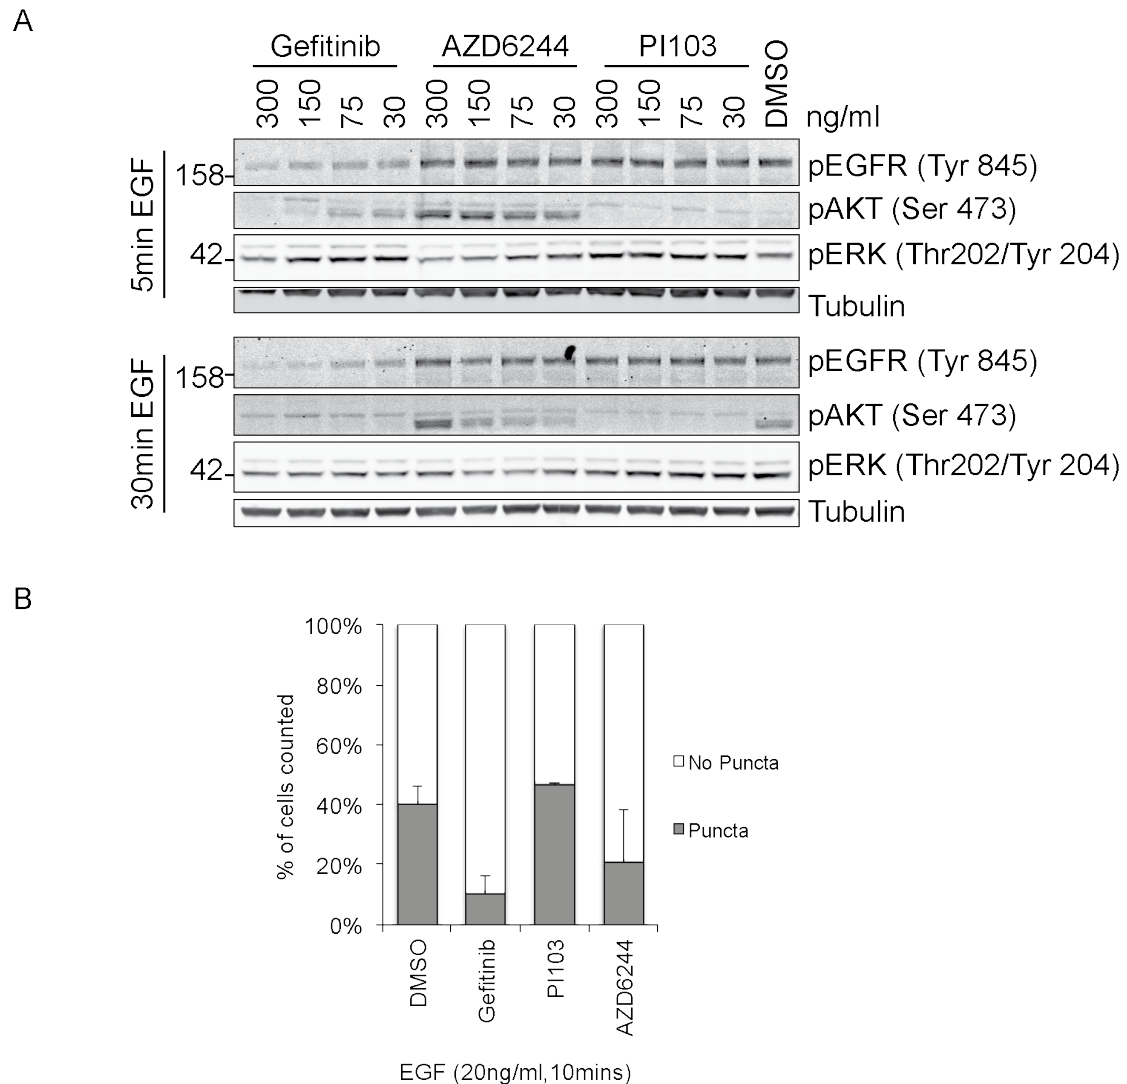 A
Gefitinib AZD6244 PI103 DMSO
300 150 75 30 300 150 75 30 300 150 75 30 ng/ml
5min EGF
158 pEGFR (Tyr 845)
pAKT (Ser 473)
42 pERK (Thr202/Tyr 204)
Tubulin
30min EGF
158 pEGFR (Tyr 845)
pAKT (Ser 473)
42 pERK (Thr202/Tyr 204)
Tubulin
B
% of cells counted
100%
80%
60%
40%
20%
0%
No Puncta
Puncta
DMSO
Gefitinib
PI103
AZD6244
EGF (20ng/ml,10mins)